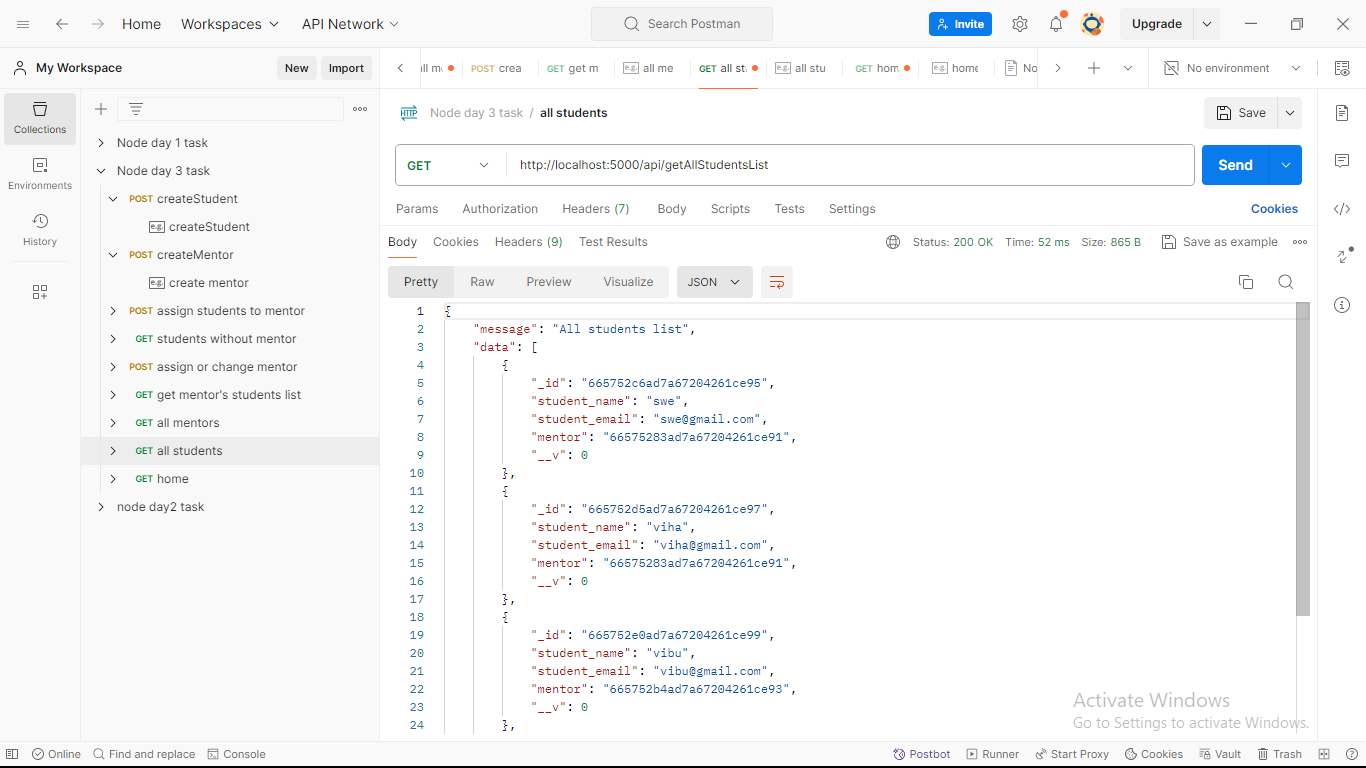 Home Workspaces API Network Search Postman Invite Upgrade
My Workspace New Import
all me POST crea GET get m e.g. all me GET all st e.g. all stu GET hom e.g. home No No environment
Collections
Environments
History
Node day 1 task
Node day 3 task
POST createStudent
e.g. createStudent
POST createMentor
e.g. create mentor
POST assign students to mentor
GET students without mentor
POST assign or change mentor
GET get mentor's students list
GET all mentors
GET all students
GET home
node day2 task
HTTP Node day 3 task / all students Save
GET http://localhost:5000/api/getAllStudentsList Send
Params Authorization Headers (7) Body Scripts Tests Settings Cookies
Body Cookies Headers (9) Test Results Status: 200 OK Time: 52 ms Size: 865 B Save as example
Pretty Raw Preview Visualize JSON
1 {
2 "message": "All students list",
3 "data": [
4 {
5 "_id": "665752c6ad7a67204261ce95",
6 "student_name": "swe",
7 "student_email": "swe@gmail.com",
8 "mentor": "66575283ad7a67204261ce91",
9 "__v": 0
10 },
11 {
12 "_id": "665752d5ad7a67204261ce97",
13 "student_name": "viha",
14 "student_email": "viha@gmail.com",
15 "mentor": "66575283ad7a67204261ce91",
16 "__v": 0
17 },
18 {
19 "_id": "665752e0ad7a67204261ce99",
20 "student_name": "vibu",
21 "student_email": "vibu@gmail.com",
22 "mentor": "665752b4ad7a67204261ce93",
23 "__v": 0
24 },
Activate Windows
Go to Settings to activate Windows.
Online Find and replace Console Postbot Runner Start Proxy Cookies Vault Trash